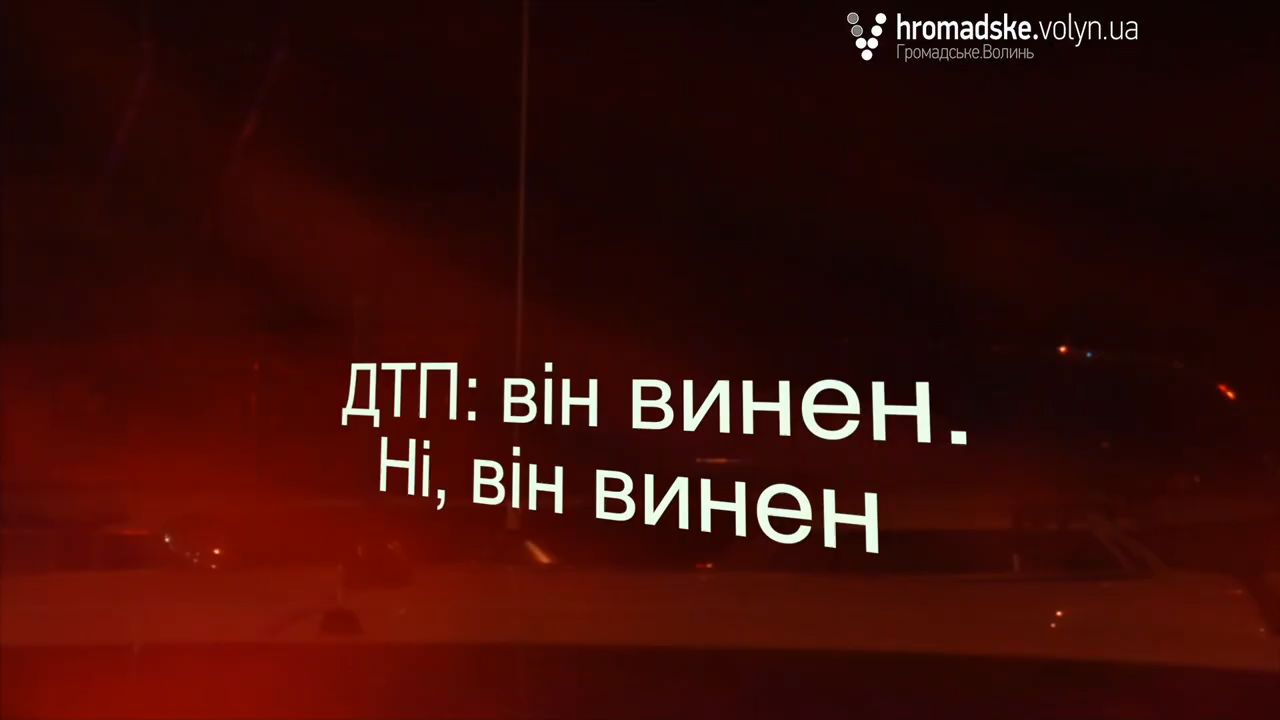 hromadske.volyn.ua
Громадське.Волинь
ДТП: він винен.
Ні, він винен